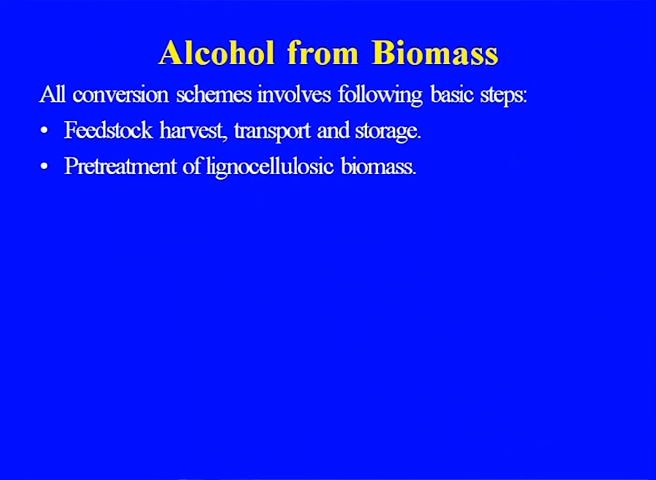 Alcohol from Biomass
All conversion schemes involves following basic steps:
• Feedstock harvest, transport and storage.
• Pretreatment of lignocellulosic biomass.